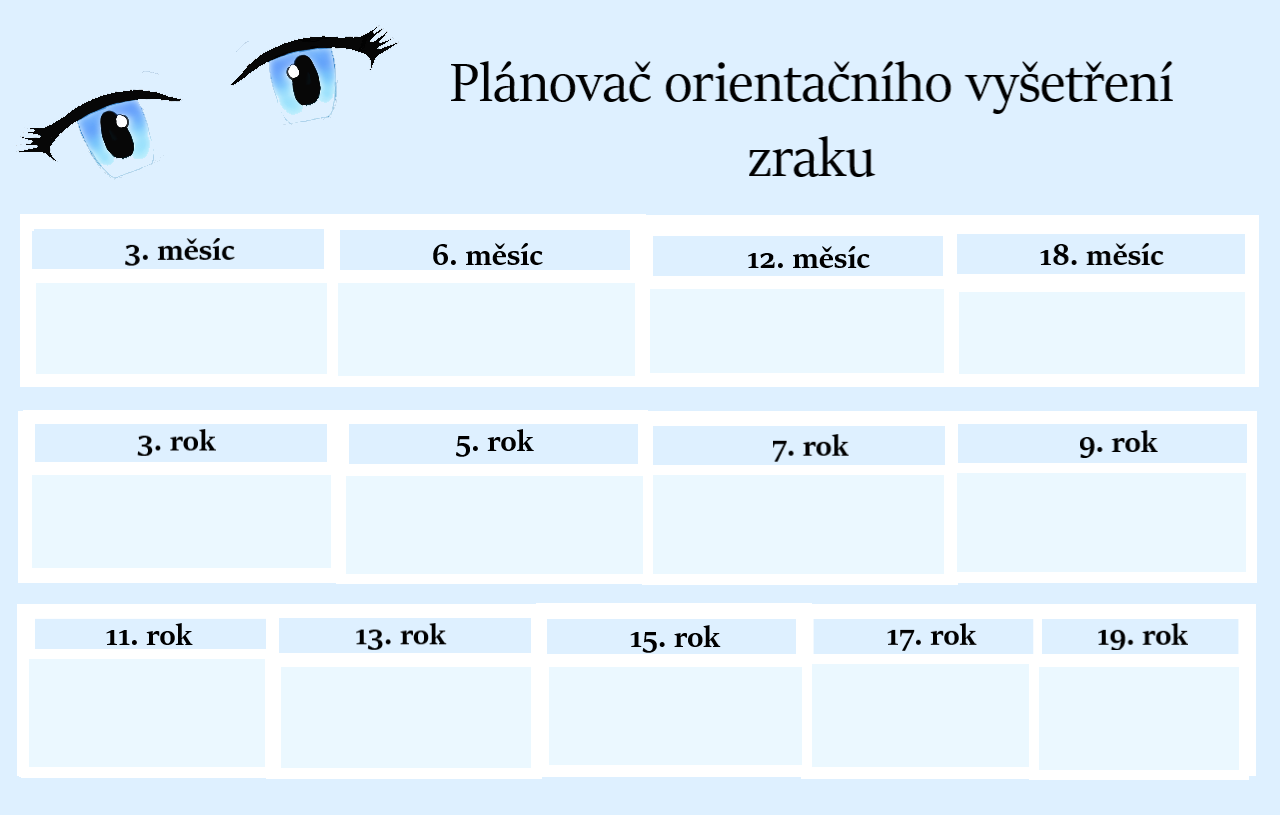 Plánovač orientačního vyšetření
zraku
3. měsíc
6. měsíc
12. měsíc
18. měsíc
3. rok
5. rok
7. rok
9. rok
11. rok
13. rok
15. rok
17. rok
19. rok